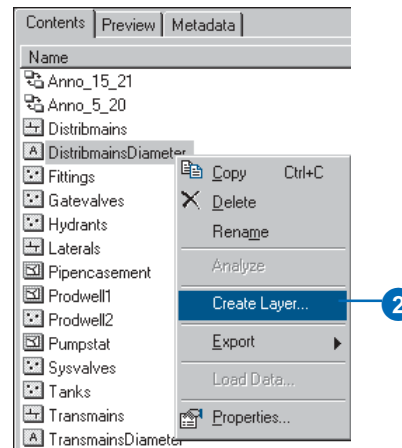 Contents Preview Metadata
Name
Anno_15_21
Anno_5_20
Distribmains
DistribmainsDiameter
Fittings
Gatevalves
Hydrants
Laterals
Pipencasement
Prodwell1
Prodwell2
Pumpstat
Sysvalves
Tanks
Transmains
TransmainsDiameter
Copy Ctrl+C
Delete
Rename
Analyze
Create Layer...
Export
Load Data...
Properties...
2